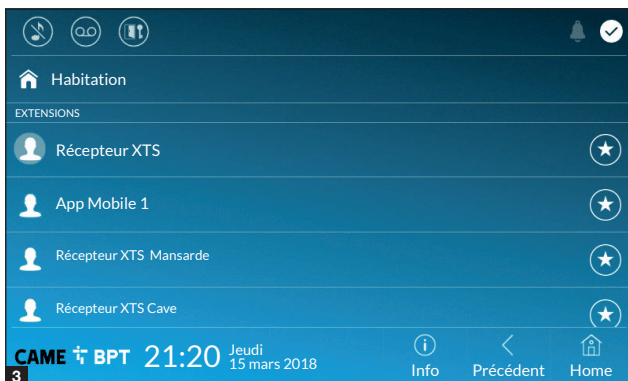 Habitation
EXTENSIONS
Récepteur XTS
App Mobile 1
Récepteur XTS Mansarde
Récepteur XTS Cave
CAME BPT 21:20 Jeudi
15 mars 2018
Info Précédent Home
3